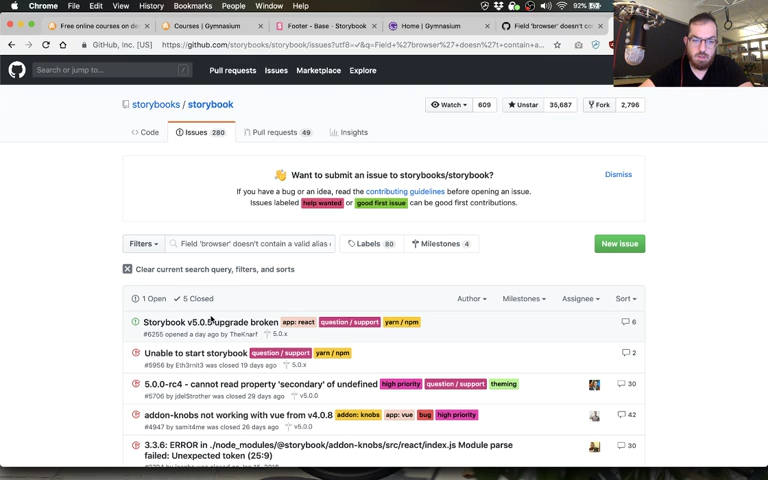 Chrome File Edit View History Bookmarks People Window Help 92%
Free online courses on de
Courses | Gymnasium
Footer - Base · Storybook
Home | Gymnasium
Field 'browser' doesn't conta
GitHub, Inc. [US] https://github.com/storybooks/storybook/issues?utf8=✓&q=Field+%27browser%27+doesn%27t+contain+a...
Search or jump to... /
Pull requests Issues Marketplace Explore
storybooks / storybook
Watch 609 Unstar 35,687 Fork 2,796
Code Issues 280 Pull requests 49 Insights
Want to submit an issue to storybooks/storybook?
Dismiss
If you have a bug or an idea, read the contributing guidelines before opening an issue.
Issues labeled help wanted or good first issue can be good first contributions.
Filters Field 'browser' doesn't contain a valid alias Labels 80 Milestones 4 New issue
Clear current search query, filters, and sorts
1 Open 5 Closed Author Milestones Assignee Sort
Storybook v5.0.5 upgrade broken app: react question / support yarn / npm 6
#6255 opened a day ago by TheKnarf 5.0.x
Unable to start storybook question / support yarn / npm 2
#5956 by Eth3rnit3 was closed 19 days ago 5.0.x
5.0.0-rc4 - cannot read property 'secondary' of undefined high priority question / support theming 30
#5706 by jdelStrother was closed 29 days ago v5.0.0
addon-knobs not working with vue from v4.0.8 addon: knobs app: vue bug high priority 42
#4947 by samit4me was closed 26 days ago v5.0.0
3.3.6: ERROR in ./node_modules/@storybook/addon-knobs/src/react/index.js Module parse 30
failed: Unexpected token (25:9)